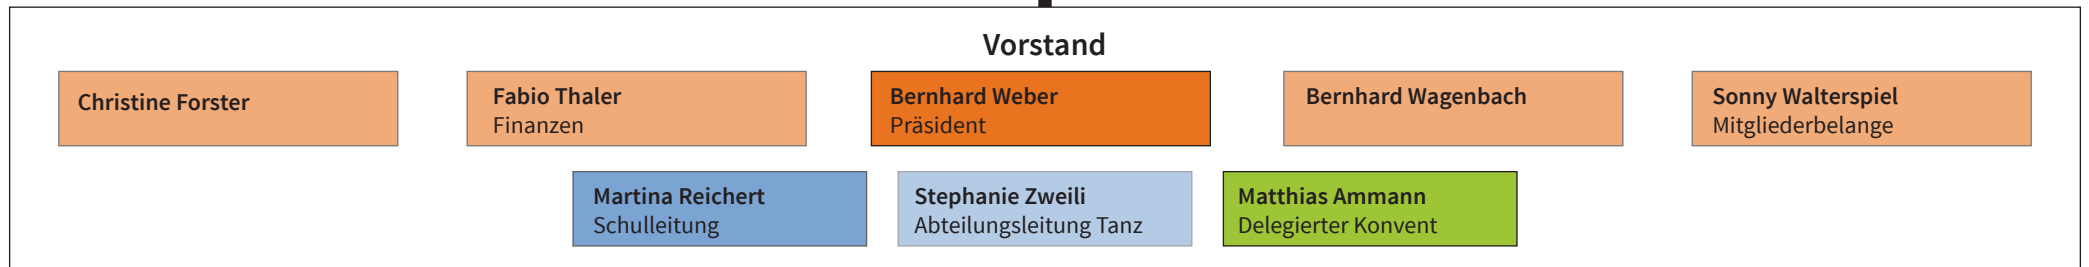 Vorstand
Christine Forster
Fabio Thaler
Finanzen
Bernhard Weber
Präsident
Bernhard Wagenbach
Sonny Walterspiel
Mitgliederbelange
Martina Reichert
Schulleitung
Stephanie Zweili
Abteilungsleitung Tanz
Matthias Ammann
Delegierter Konvent